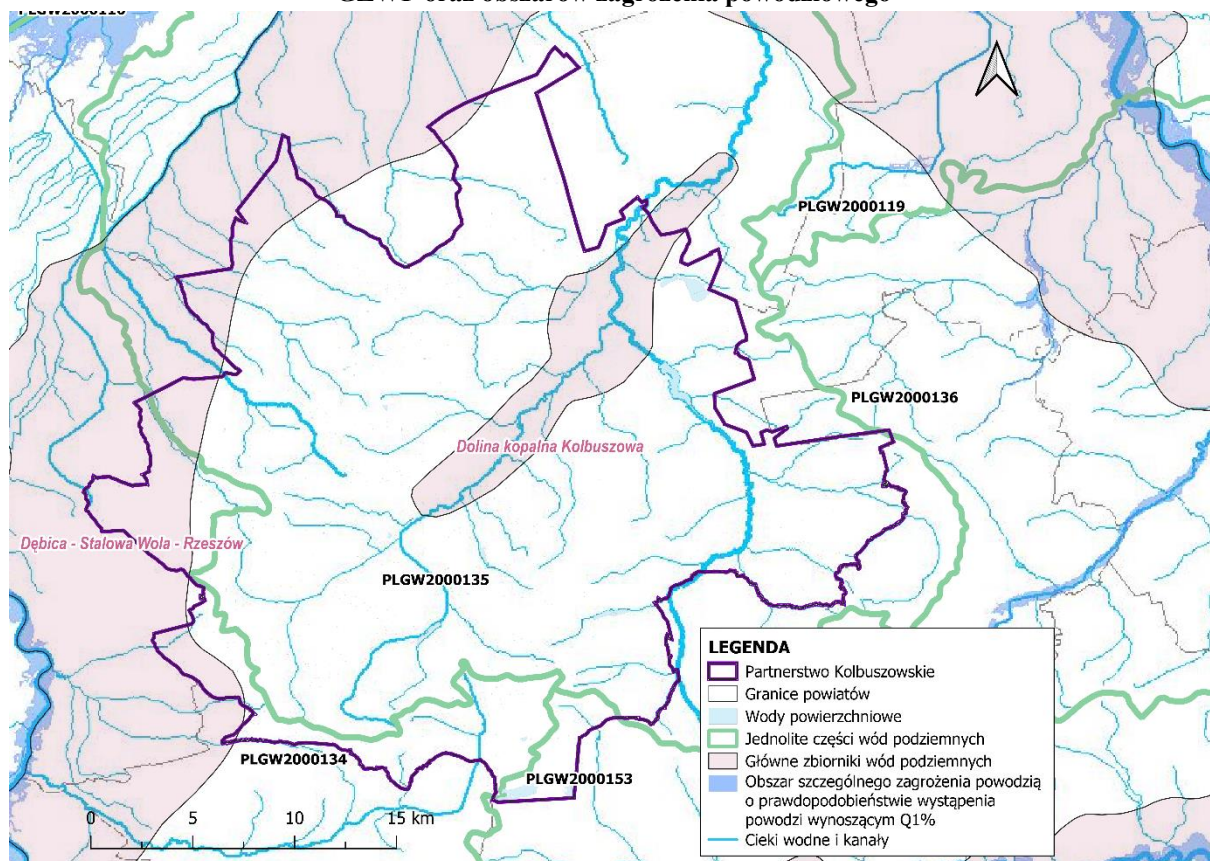 GZWP oraz obszarów zagrożenia powodziowego
PLGW2000119
PLGW2000136
Dolina kopalna Kolbuszowa
Dębica - Stalowa Wola - Rzeszów
PLGW2000135
PLGW2000134
PLGW2000153
0 5 10 15 km
LEGENDA
Partnerstwo Kolbuszowskie
Granice powiatów
Wody powierzchniowe
Jednolite części wód podziemnych
Główne zbiorniki wód podziemnych
Obszar szczególnego zagrożenia powodzią
o prawdopodobieństwie wystąpenia
powodzi wynoszącym Q1%
Cieki wodne i kanały